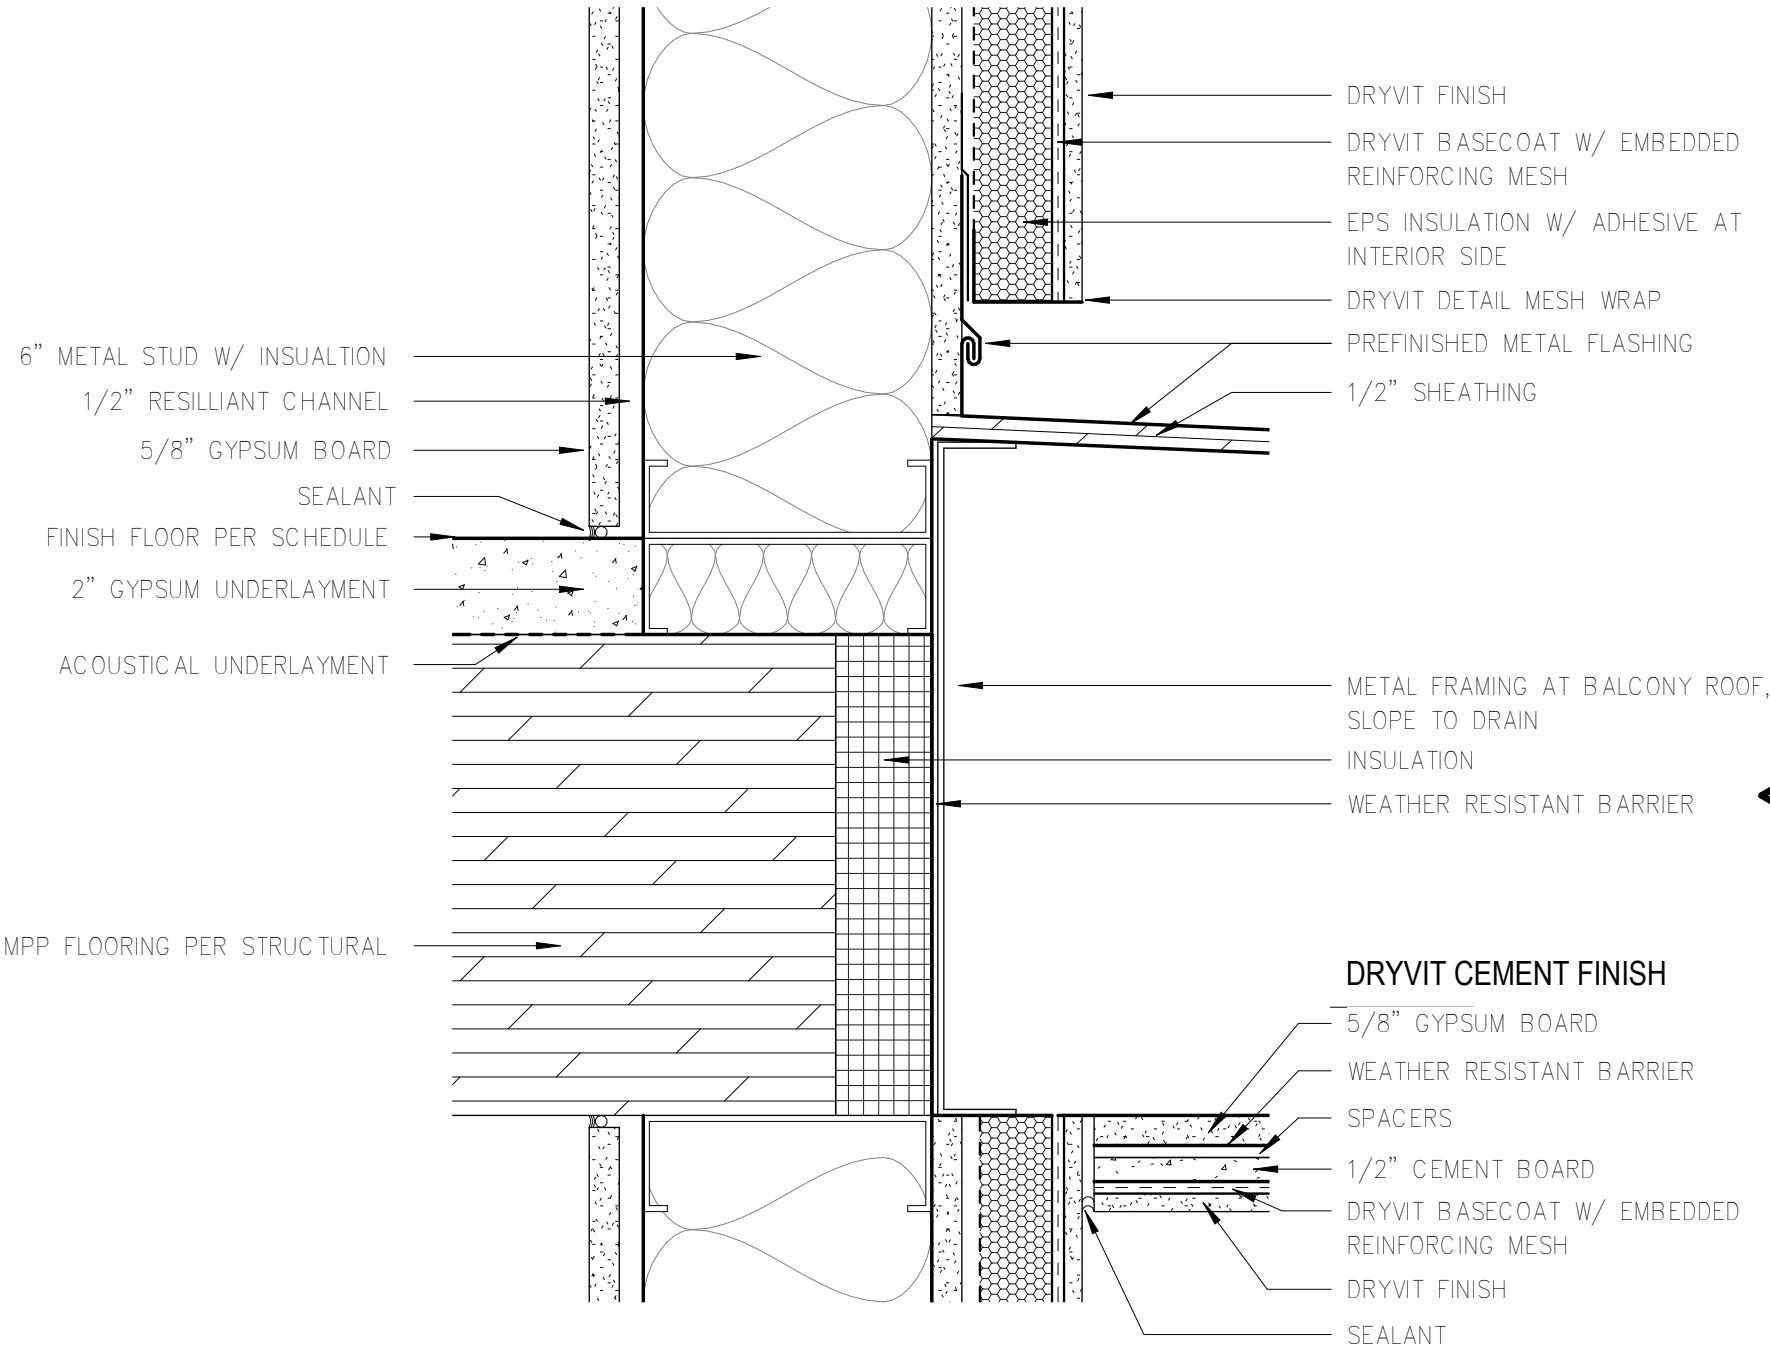 6” METAL STUD W/ INSUALTION
1/2” RESILLIANT CHANNEL
5/8” GYPSUM BOARD
SEALANT
FINISH FLOOR PER SCHEDULE
2” GYPSUM UNDERLAYMENT
ACOUSTICAL UNDERLAYMENT
MPP FLOORING PER STRUCTURAL
DRYVIT FINISH
DRYVIT BASECOAT W/ EMBEDDED
REINFORCING MESH
EPS INSULATION W/ ADHESIVE AT
INTERIOR SIDE
DRYVIT DETAIL MESH WRAP
PREFINISHED METAL FLASHING
1/2” SHEATHING
METAL FRAMING AT BALCONY ROOF,
SLOPE TO DRAIN
INSULATION
WEATHER RESISTANT BARRIER
DRYVIT CEMENT FINISH
5/8” GYPSUM BOARD
WEATHER RESISTANT BARRIER
SPACERS
1/2” CEMENT BOARD
DRYVIT BASECOAT W/ EMBEDDED
REINFORCING MESH
DRYVIT FINISH
SEALANT